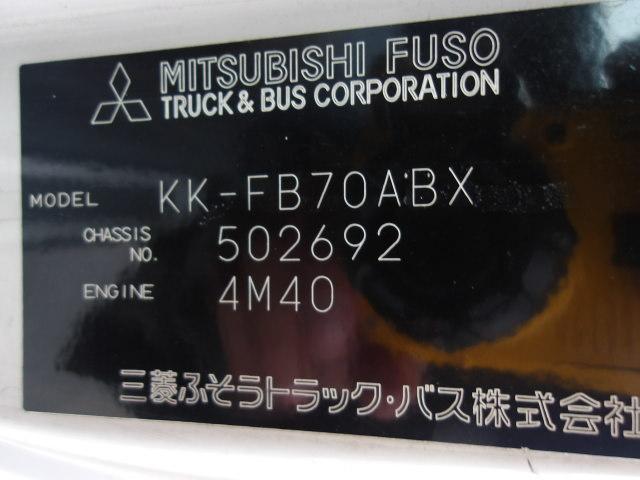 MITSUBISHI FUSO
TRUCK & BUS CORPORATION
MODEL KK-FB70ABX
CHASSIS NO. 502692
ENGINE 4M40
三菱ふそうトラック・バス株式会社